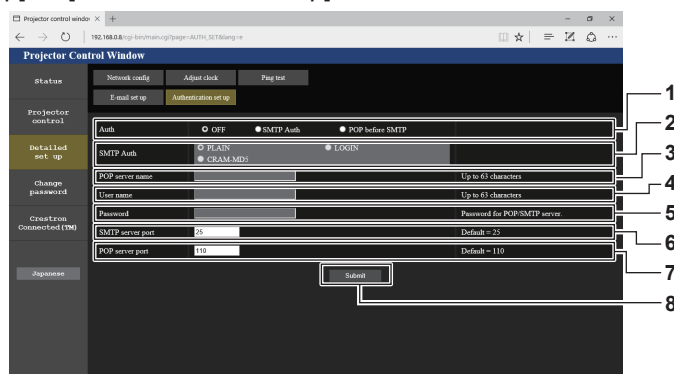 Projector control windov × +
192.168.0.8/cgi-bin/main.cgi?page=AUTH_SET&lang=e
Projector Control Window
Status
Network config Adjust clock Ping test
E-mail set up Authentication set up
Projector control
Detailed set up
Change password
Crestron Connected(TM)
Japanese
Auth OFF SMTP Auth POP before SMTP
SMTP Auth PLAIN LOGIN
CRAM-MD5
POP server name Up to 63 characters
User name Up to 63 characters
Password Password for POP/SMTP server.
SMTP server port 25 Default = 25
POP server port 110 Default = 110
Submit
1
2
3
4
5
6
7
8